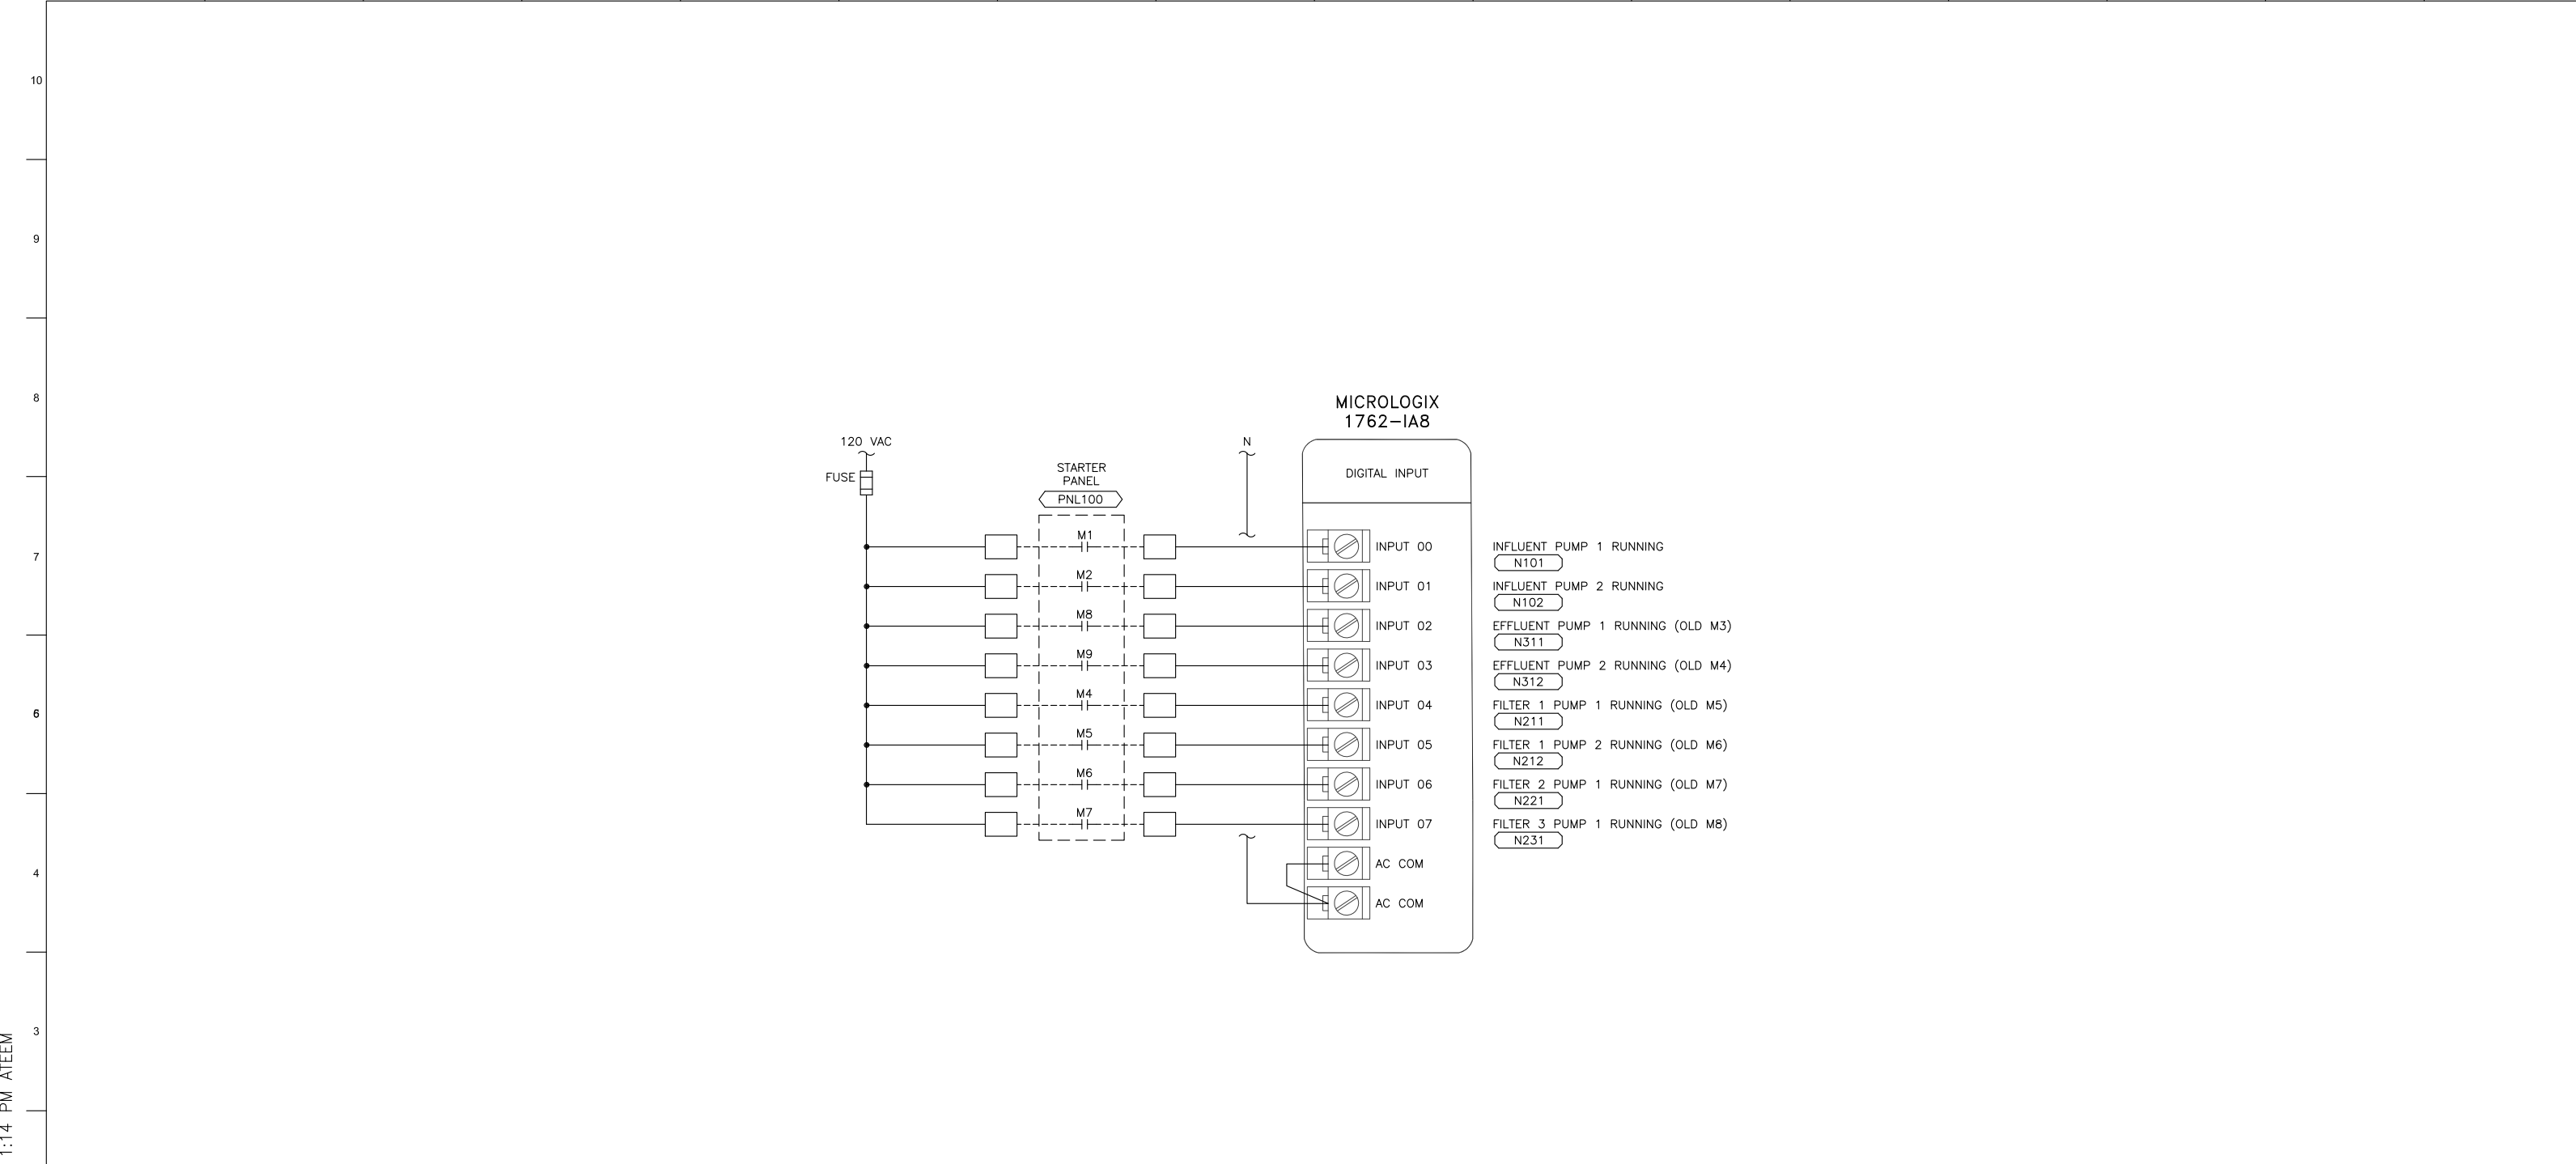 10
9
8
7
6
4
3
1:14 PM ATEEM
MICROLOGIX
1762-IA8
120 VAC
N
FUSE
STARTER
PANEL
PNL100
DIGITAL INPUT
M1
INPUT 00
INFLUENT PUMP 1 RUNNING
N101
M2
INPUT 01
INFLUENT PUMP 2 RUNNING
N102
M8
INPUT 02
EFFLUENT PUMP 1 RUNNING (OLD M3)
N311
M9
INPUT 03
EFFLUENT PUMP 2 RUNNING (OLD M4)
N312
M4
INPUT 04
FILTER 1 PUMP 1 RUNNING (OLD M5)
N211
M5
INPUT 05
FILTER 1 PUMP 2 RUNNING (OLD M6)
N212
M6
INPUT 06
FILTER 2 PUMP 1 RUNNING (OLD M7)
N221
M7
INPUT 07
FILTER 3 PUMP 1 RUNNING (OLD M8)
N231
AC COM
AC COM